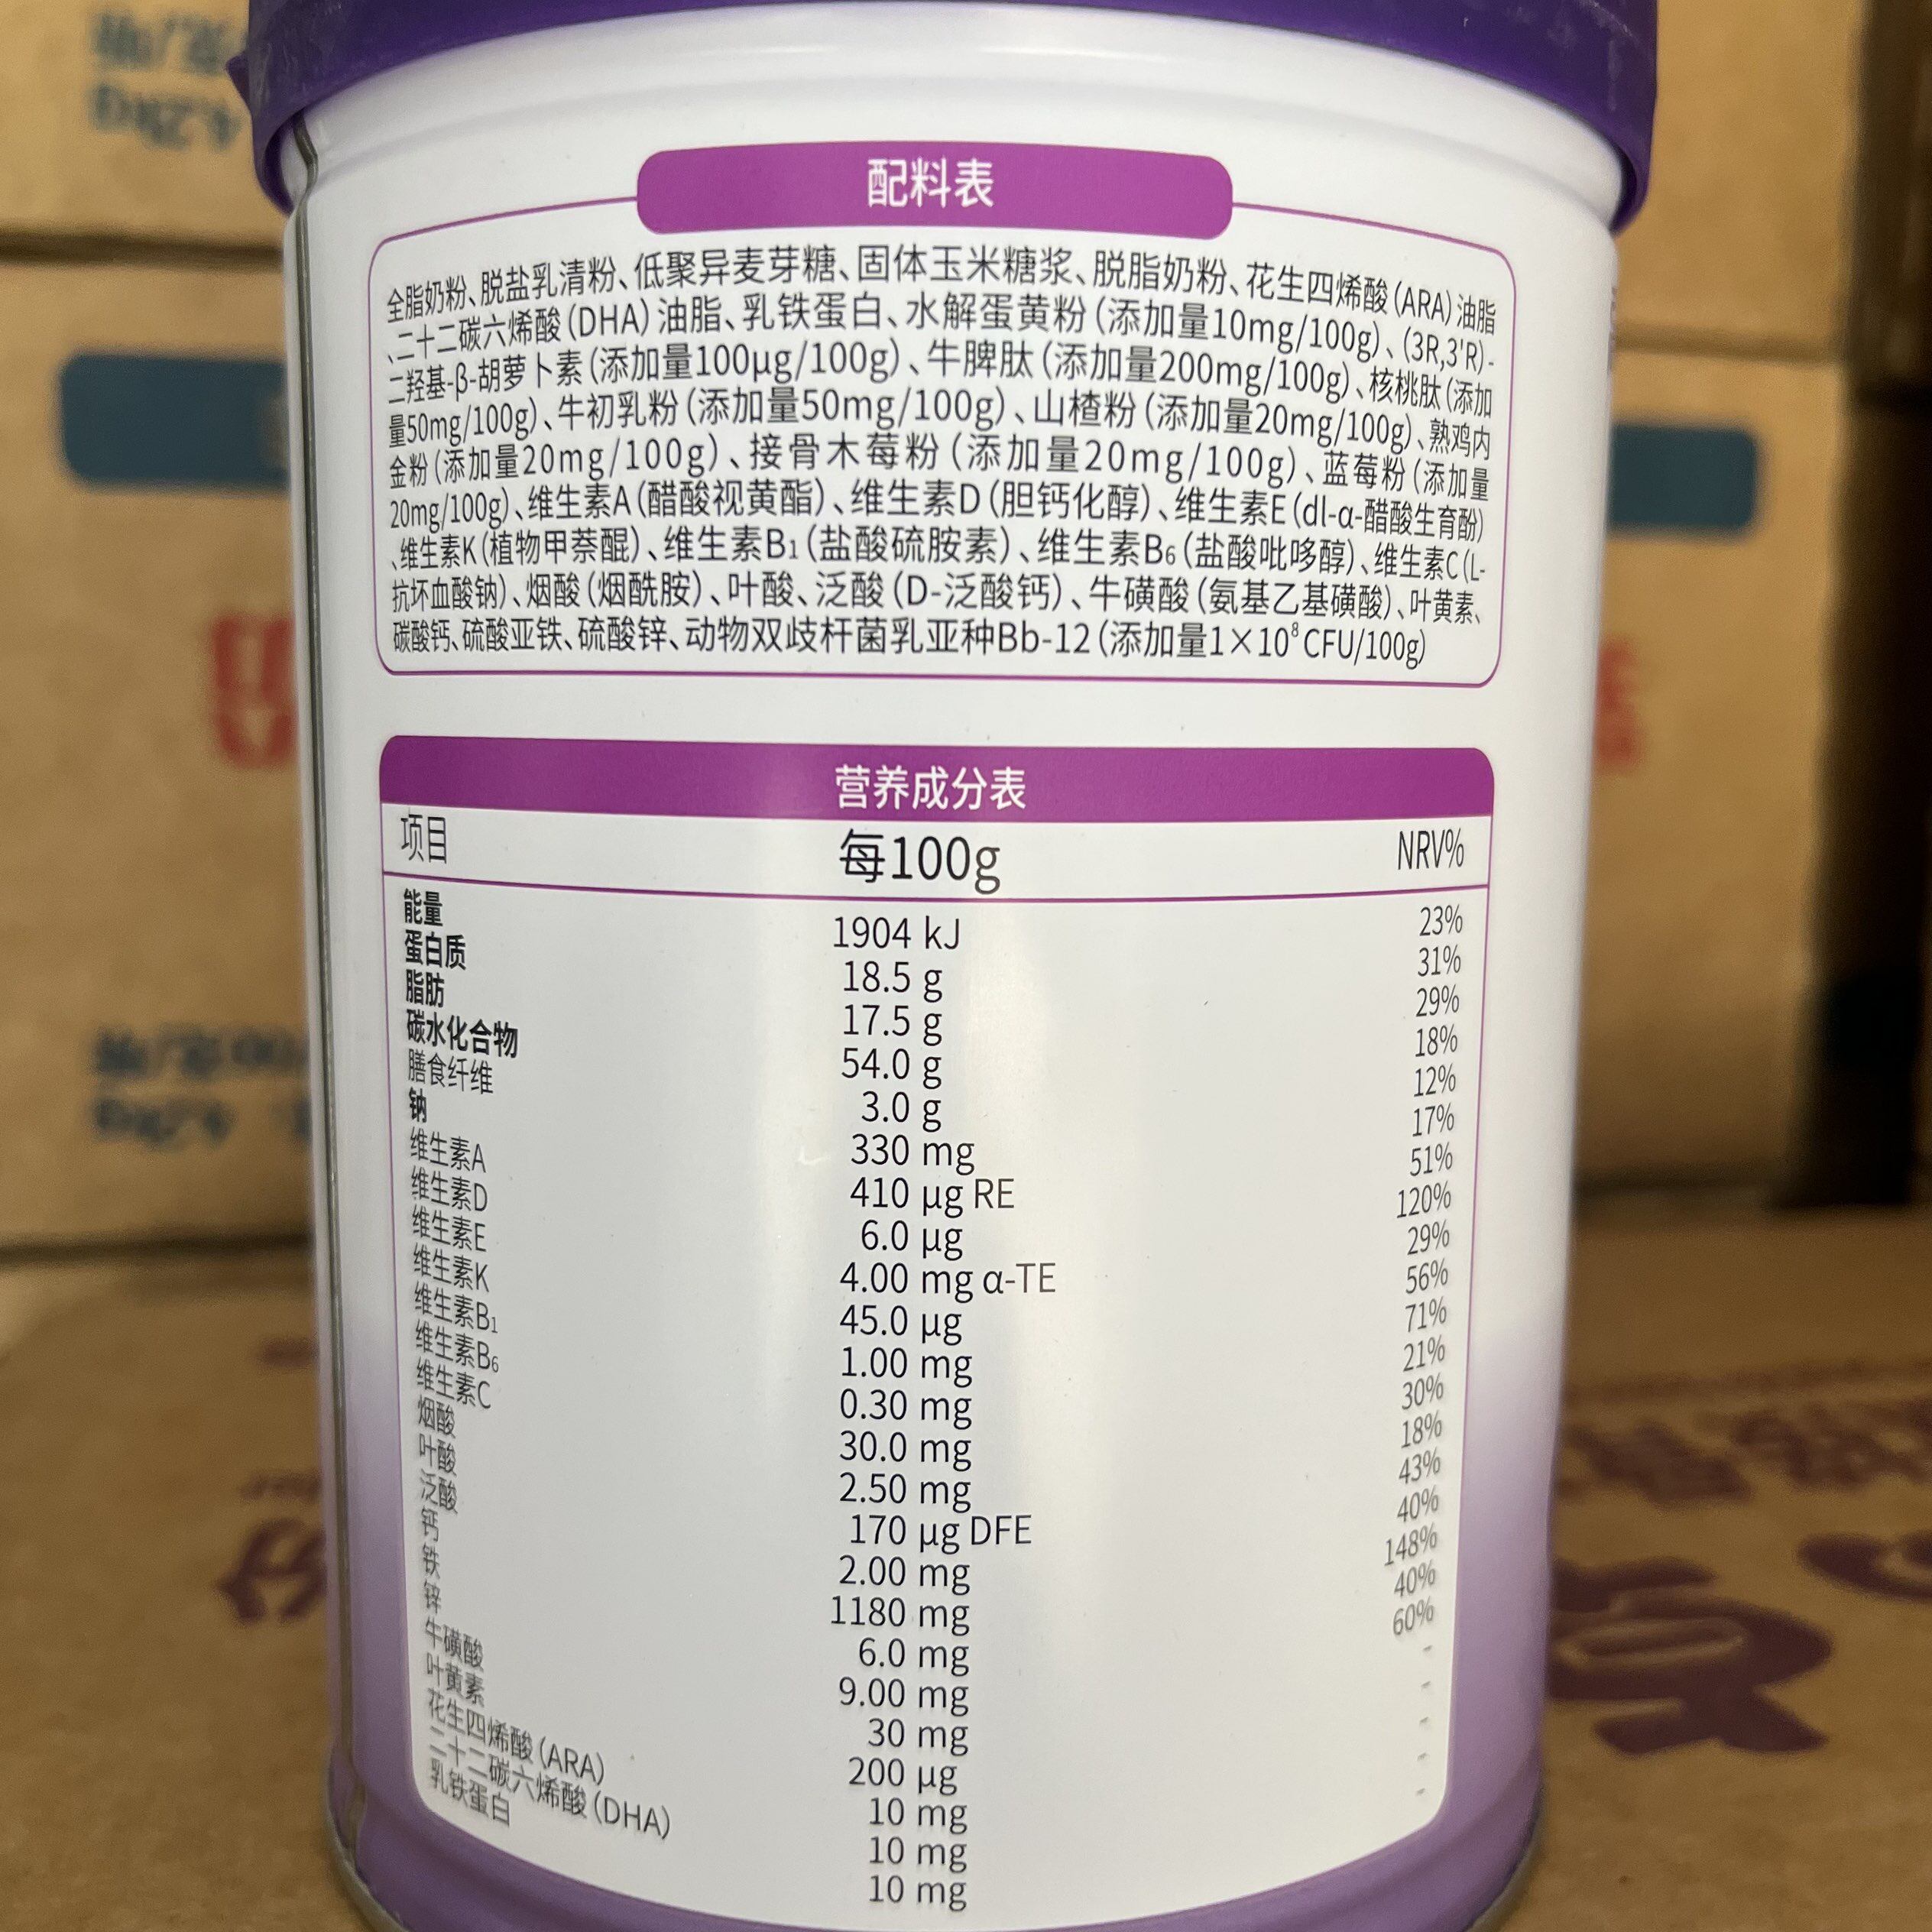 配料表
全脂奶粉、脱盐乳清粉、低聚异麦芽糖、固体玉米糖浆、脱脂奶粉、花生四烯酸(ARA)油脂
、二十二碳六烯酸(DHA)油脂、乳铁蛋白、水解蛋黄粉(添加量10mg/100g)、(3R,3'R)-
二羟基-β-胡萝卜素(添加量100μg/100g)、牛脾肽(添加量200mg/100g)、核桃肽(添加
量50mg/100g)、牛初乳粉(添加量50mg/100g)、山楂粉(添加量20mg/100g)、熟鸡内
金粉(添加量20mg/100g)、接骨木莓粉(添加量20mg/100g)、蓝莓粉(添加量
20mg/100g)、维生素A(醋酸视黄酯)、维生素D(胆钙化醇)、维生素E(dl-α-醋酸生育酚)
、维生素K(植物甲萘醌)、维生素B₁(盐酸硫胺素)、维生素B₆(盐酸吡哆醇)、维生素C(L-
抗坏血酸钠)、烟酸(烟酰胺)、叶酸、泛酸(D-泛酸钙)、牛磺酸(氨基乙基磺酸)、叶黄素、
碳酸钙、硫酸亚铁、硫酸锌、动物双歧杆菌乳亚种Bb-12(添加量1×10⁸CFU/100g)
营养成分表
项目 每100g NRV%
能量 1904 kJ 23%
蛋白质 18.5 g 31%
脂肪 17.5 g 29%
碳水化合物 54.0 g 18%
膳食纤维 3.0 g 12%
钠 330 mg 17%
维生素A 410 μg RE 51%
维生素D 6.0 μg 120%
维生素E 4.00 mg α-TE 29%
维生素K 45.0 μg 56%
维生素B₁ 1.00 mg 71%
维生素B₆ 0.30 mg 21%
维生素C 30.0 mg 30%
烟酸 2.50 mg 18%
叶酸 170 μg DFE 43%
泛酸 2.00 mg 40%
钙 1180 mg 148%
铁 6.0 mg 40%
锌 9.00 mg 60%
牛磺酸 30 mg -
叶黄素 200 μg -
花生四烯酸(ARA) 10 mg -
二十二碳六烯酸(DHA) 10 mg -
乳铁蛋白 10 mg -